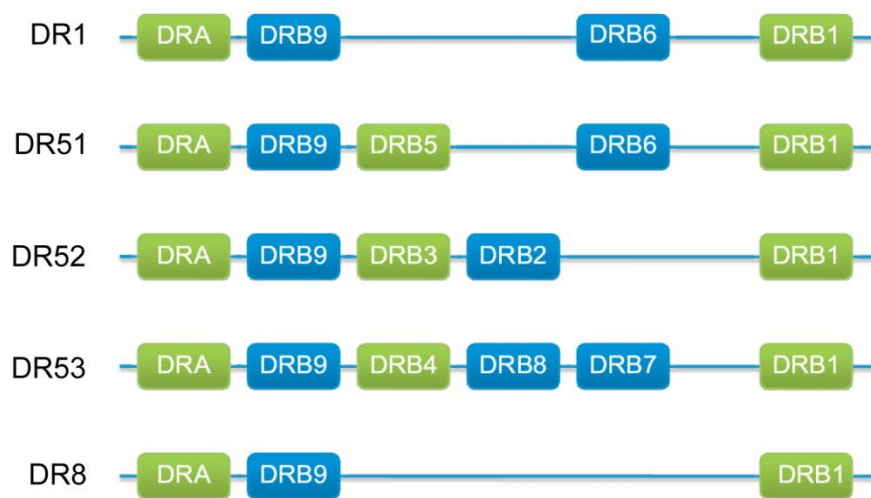 DR1 DRA DRB9 DRB6 DRB1
DR51 DRA DRB9 DRB5 DRB6 DRB1
DR52 DRA DRB9 DRB3 DRB2 DRB1
DR53 DRA DRB9 DRB4 DRB8 DRB7 DRB1
DR8 DRA DRB9 DRB1